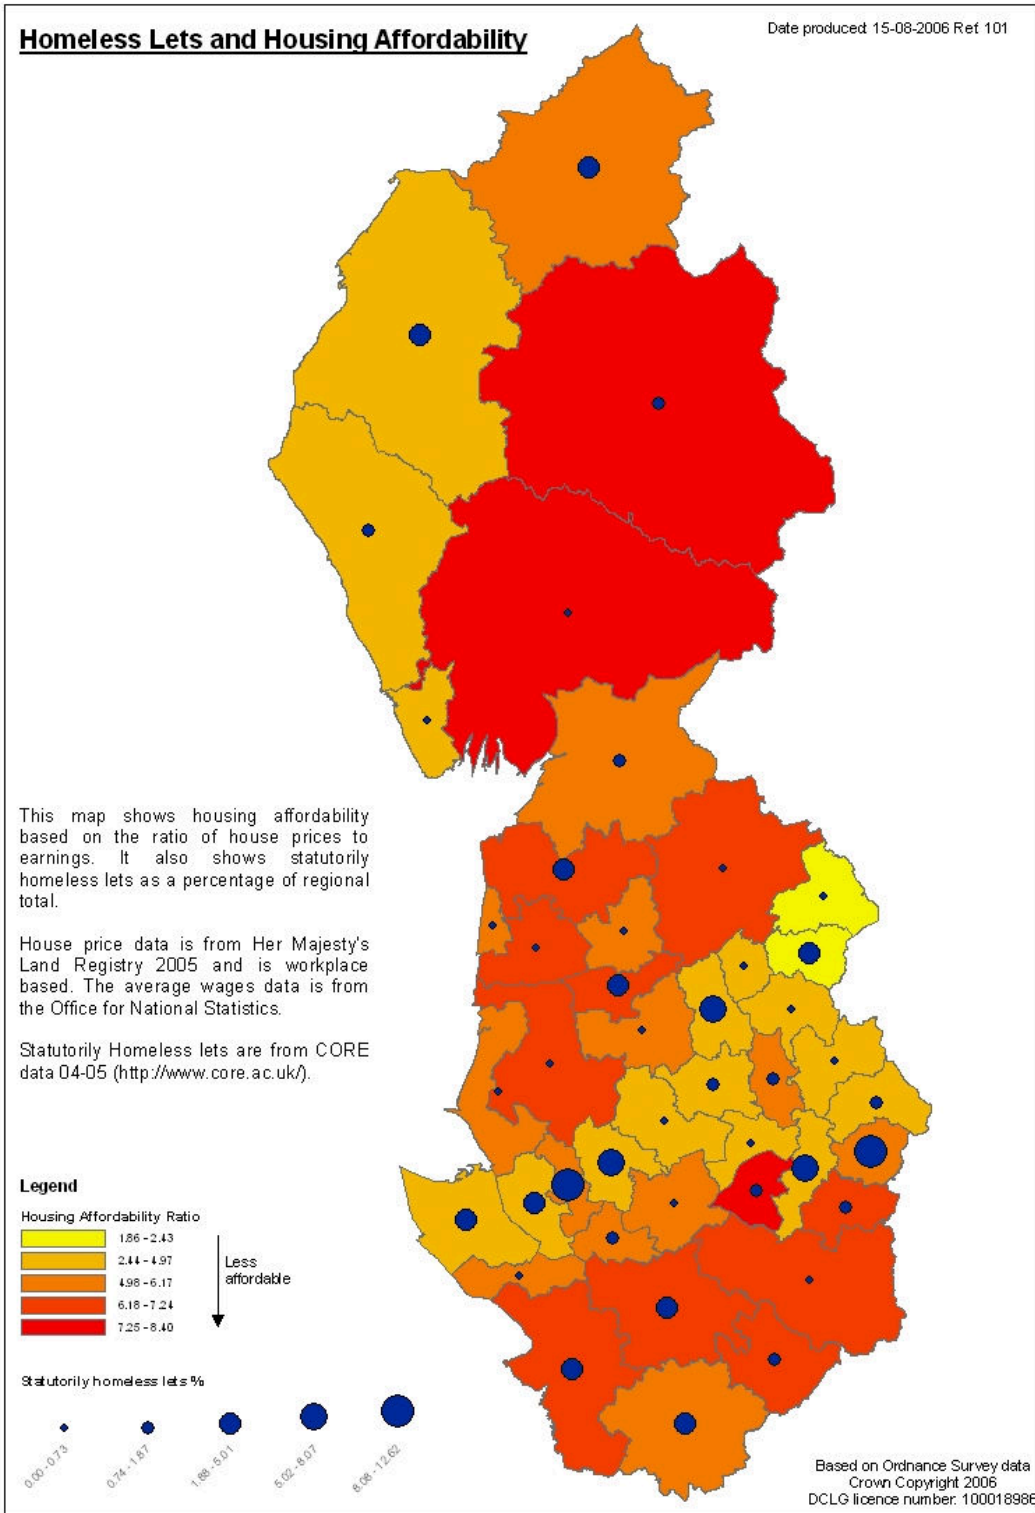 Homeless Lets and Housing Affordability
Date produced: 15-08-2006 Ref: 101
This map shows housing affordability
based on the ratio of house prices to
earnings. It also shows statutorily
homeless lets as a percentage of regional
total.
House price data is from Her Majesty's
Land Registry 2005 and is workplace
based. The average wages data is from
the Office for National Statistics.
Statutorily Homeless lets are from CORE
data 04-05 (http://www.core.ac.uk/).
Legend
Housing Affordability Ratio
1.86 - 2.43
2.44 - 4.97
4.98 - 6.17
6.18 - 7.24
7.25 - 8.40
Less
affordable
Statutorily homeless lets %
0.00 - 0.73
0.74 - 1.87
1.88 - 5.01
5.02 - 8.07
8.08 - 12.62
Based on Ordnance Survey data
Crown Copyright 2006
DCLG licence number: 100018986